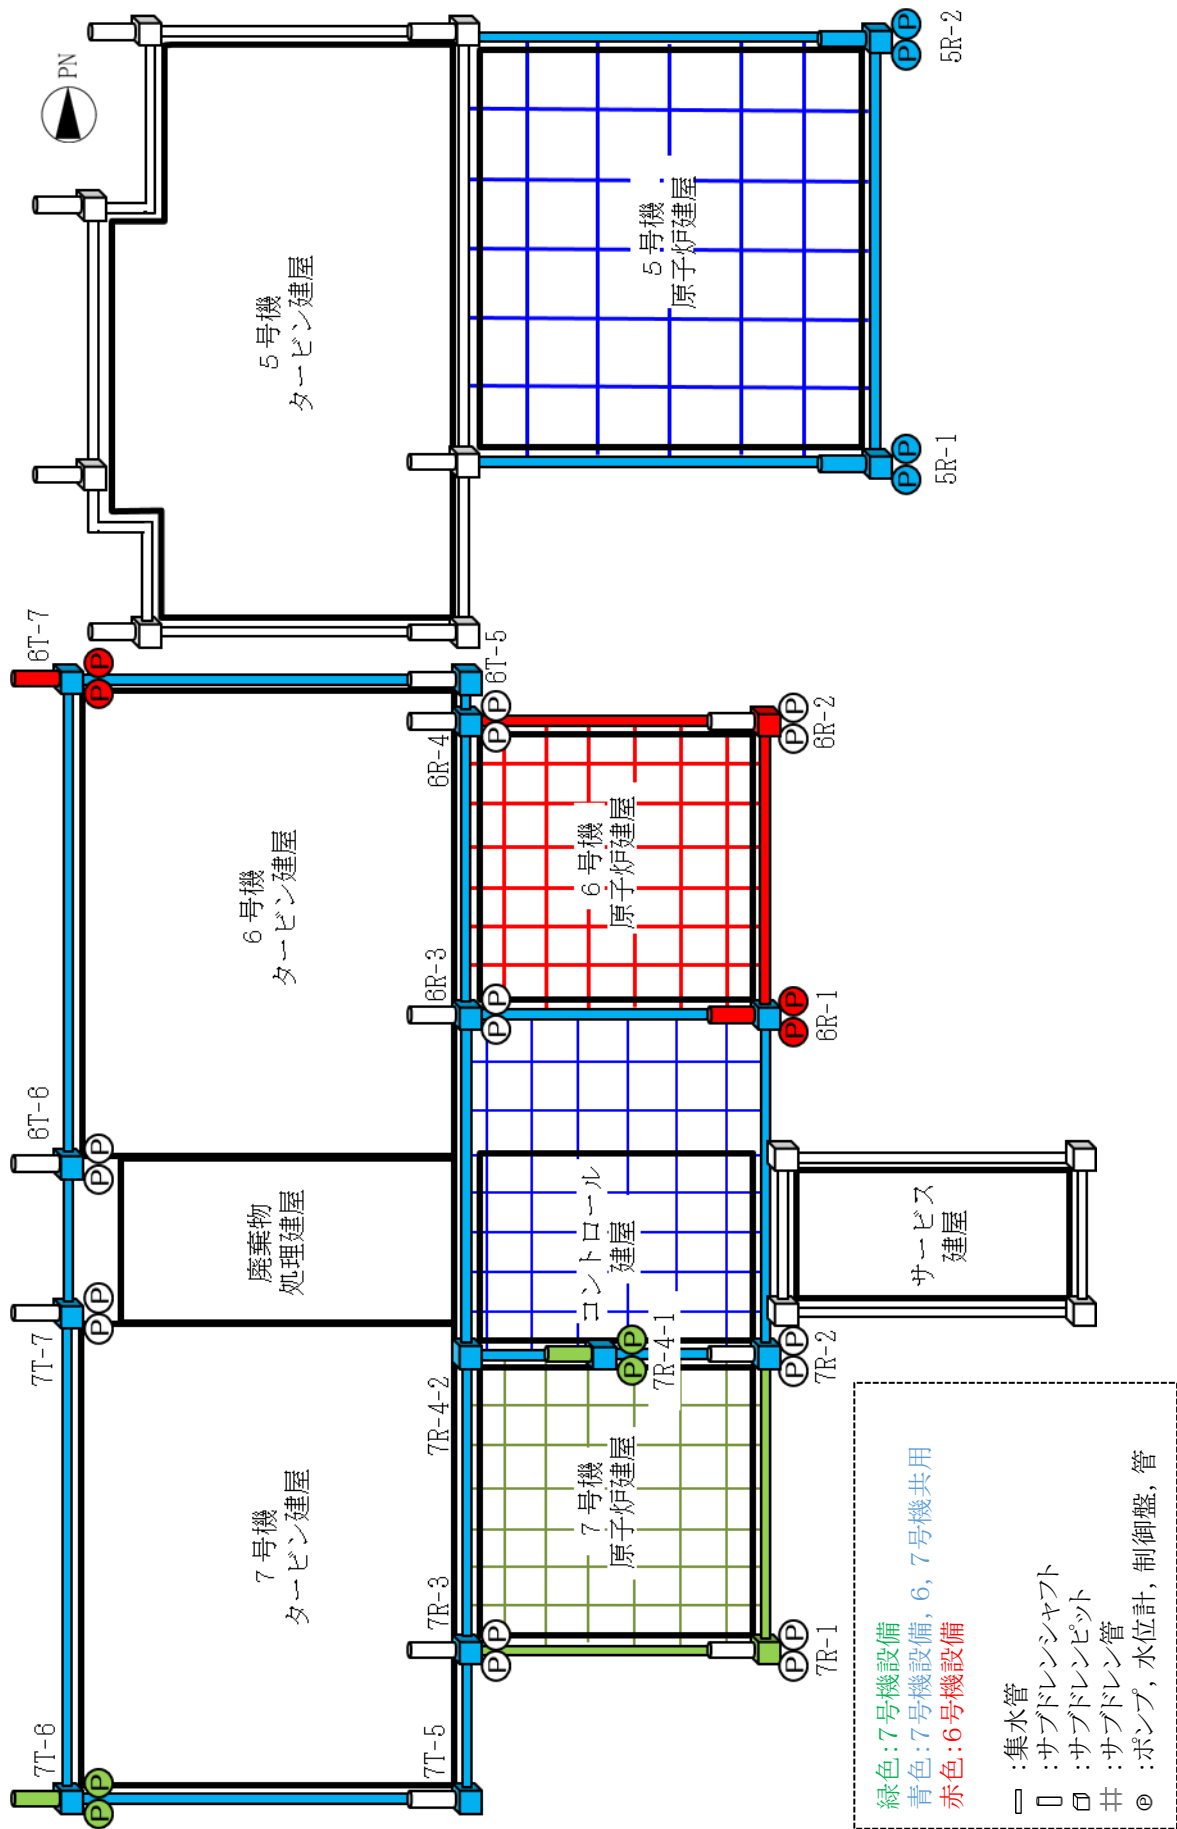 PN
5号機
タービン建屋
5号機
原子炉建屋
5R-2
5R-1
6T-7
6T-5
6号機
タービン建屋
6R-4
6号機
原子炉建屋
6R-2
6R-3
6R-1
6T-6
廃棄物
処理建屋
コントロール
建屋
サービス
建屋
7T-7
7R-4-1
7R-2
7R-4-2
7号機
タービン建屋
7号機
原子炉建屋
7R-3
7R-1
7T-6
7T-5
P P
P P
P P
P P
P P
P P
P P
P P
P P
P P
P P
P P
P P
緑色:7号機設備
青色:7号機設備, 6, 7号機共用
赤色:6号機設備
:集水管
:サブドレンシャフト
:サブドレンピット
:サブドレン管
Ⓟ :ポンプ, 水位計, 制御盤, 管